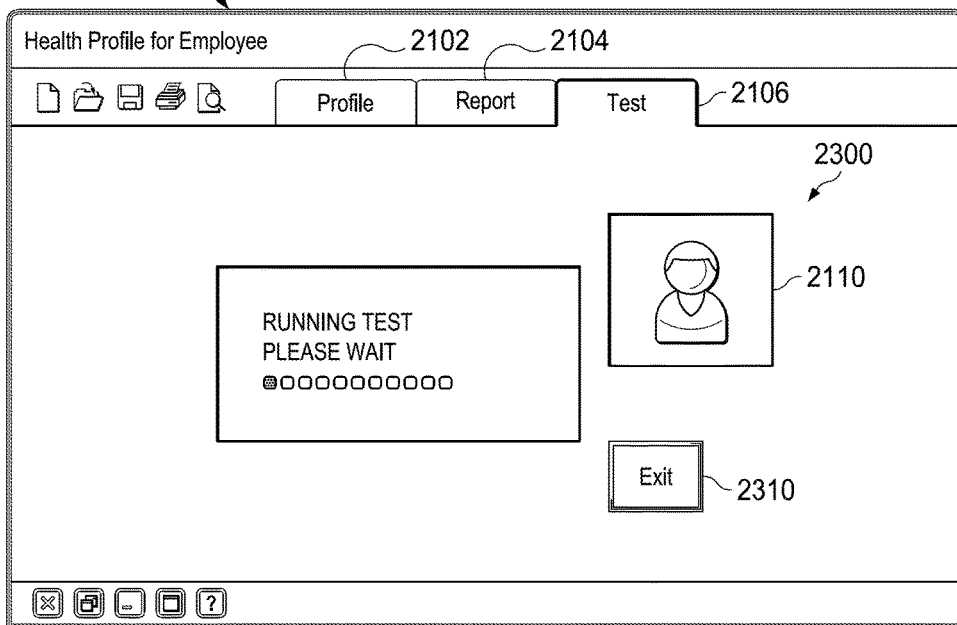 Health Profile for Employee
2102
2104
Profile
Report
Test
2106
2300
2110
RUNNING TEST
PLEASE WAIT
Exit
2310
?